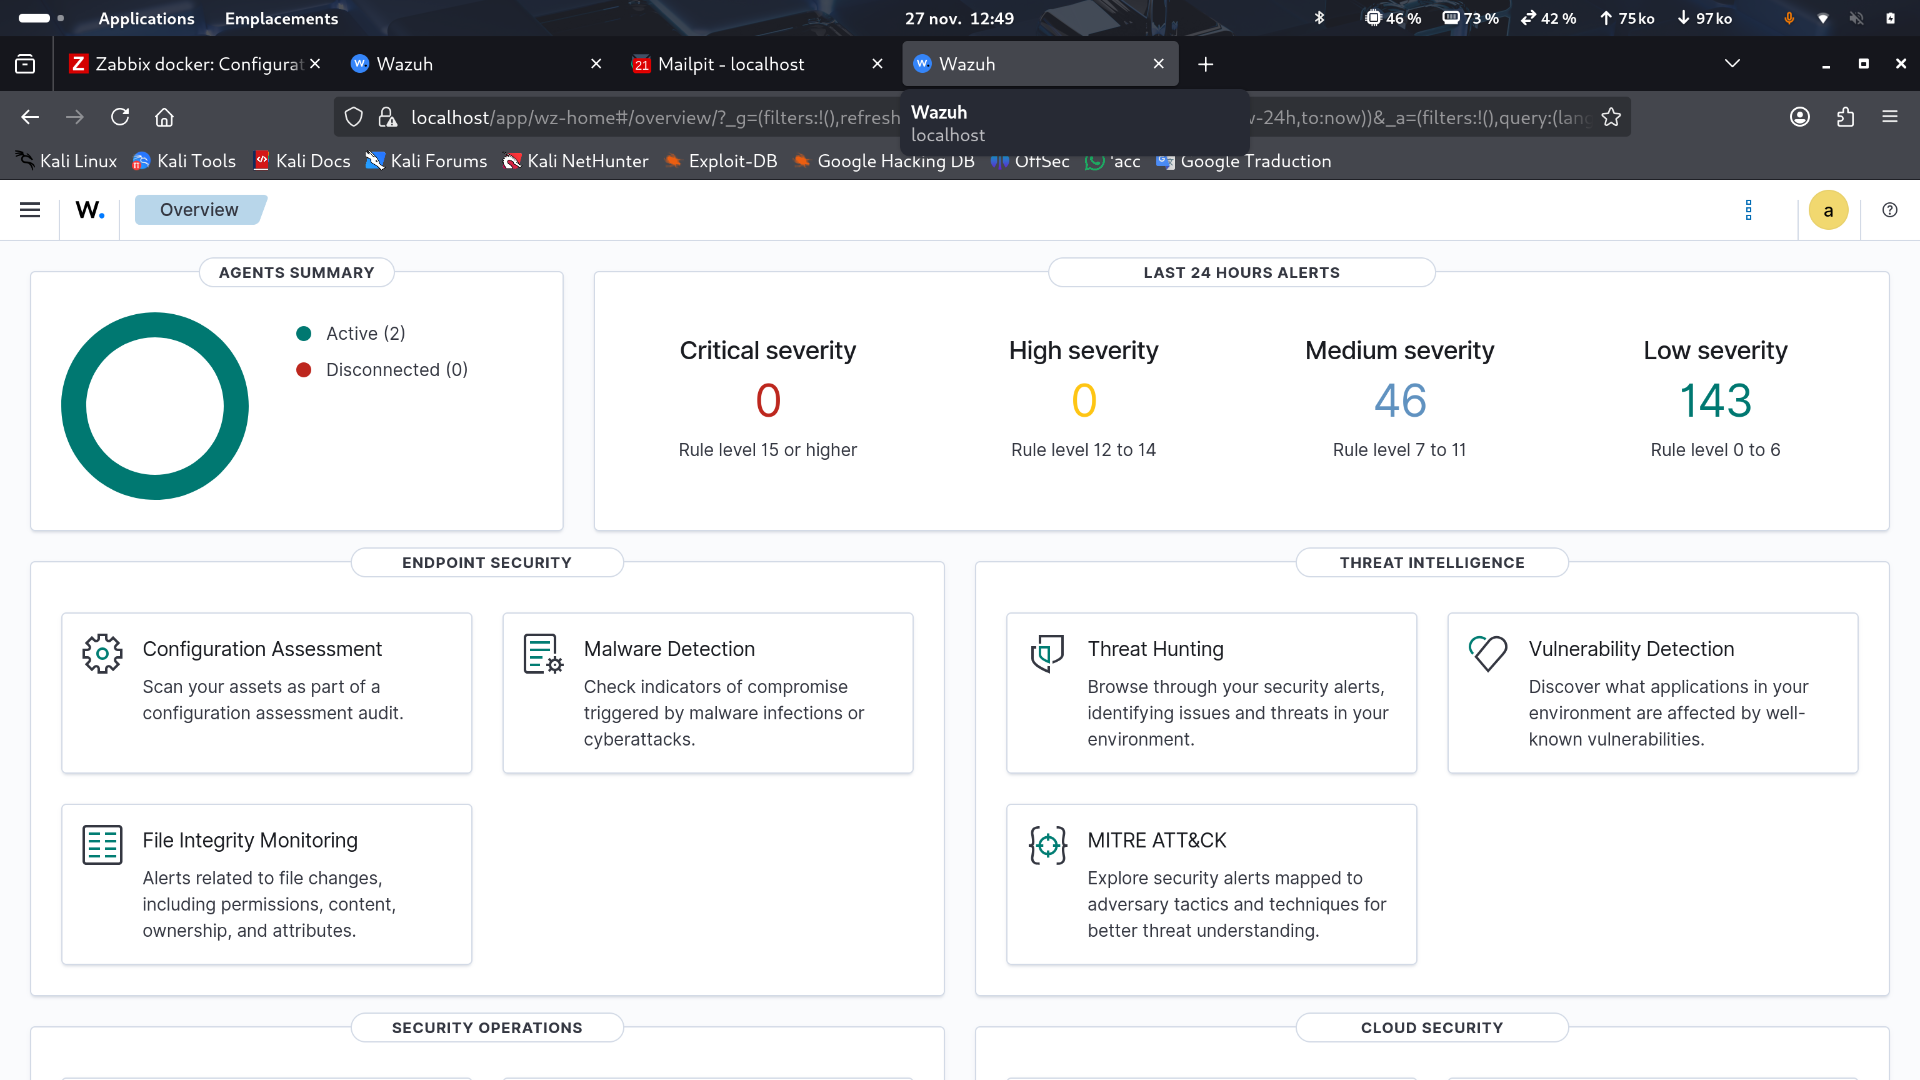 Applications Emplacements 27 nov. 12:49 46 % 73 % 42 % 75ko 97ko
Zabbix docker: Configurat Wazuh 21 Mailpit - localhost Wazuh
localhost/app/wz-home#/overview/?_g=(filters:!(),refresh -24h,to:now))&_a=(filters:!(),query:(lang
Wazuh
localhost
Kali Linux Kali Tools Kali Docs Kali Forums Kali NetHunter Exploit-DB Google Hacking DB OffSec 'acc Google Traduction
W. Overview a
AGENTS SUMMARY
Active (2)
Disconnected (0)
LAST 24 HOURS ALERTS
Critical severity
0
Rule level 15 or higher
High severity
0
Rule level 12 to 14
Medium severity
46
Rule level 7 to 11
Low severity
143
Rule level 0 to 6
ENDPOINT SECURITY
Configuration Assessment
Scan your assets as part of a
configuration assessment audit.
Malware Detection
Check indicators of compromise
triggered by malware infections or
cyberattacks.
File Integrity Monitoring
Alerts related to file changes,
including permissions, content,
ownership, and attributes.
THREAT INTELLIGENCE
Threat Hunting
Browse through your security alerts,
identifying issues and threats in your
environment.
Vulnerability Detection
Discover what applications in your
environment are affected by well-
known vulnerabilities.
MITRE ATT&CK
Explore security alerts mapped to
adversary tactics and techniques for
better threat understanding.
SECURITY OPERATIONS
CLOUD SECURITY